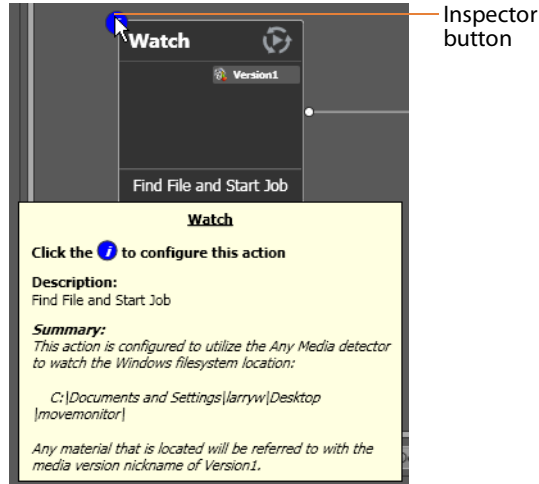 Inspector
button
Watch
Version1
Find File and Start Job
Watch
Click the i to configure this action
Description:
Find File and Start Job
Summary:
This action is configured to utilize the Any Media detector
to watch the Windows filesystem location:
C:\Documents and Settings\larryw\Desktop
\movemonitor\
Any material that is located will be referred to with the
media version nickname of Version1.